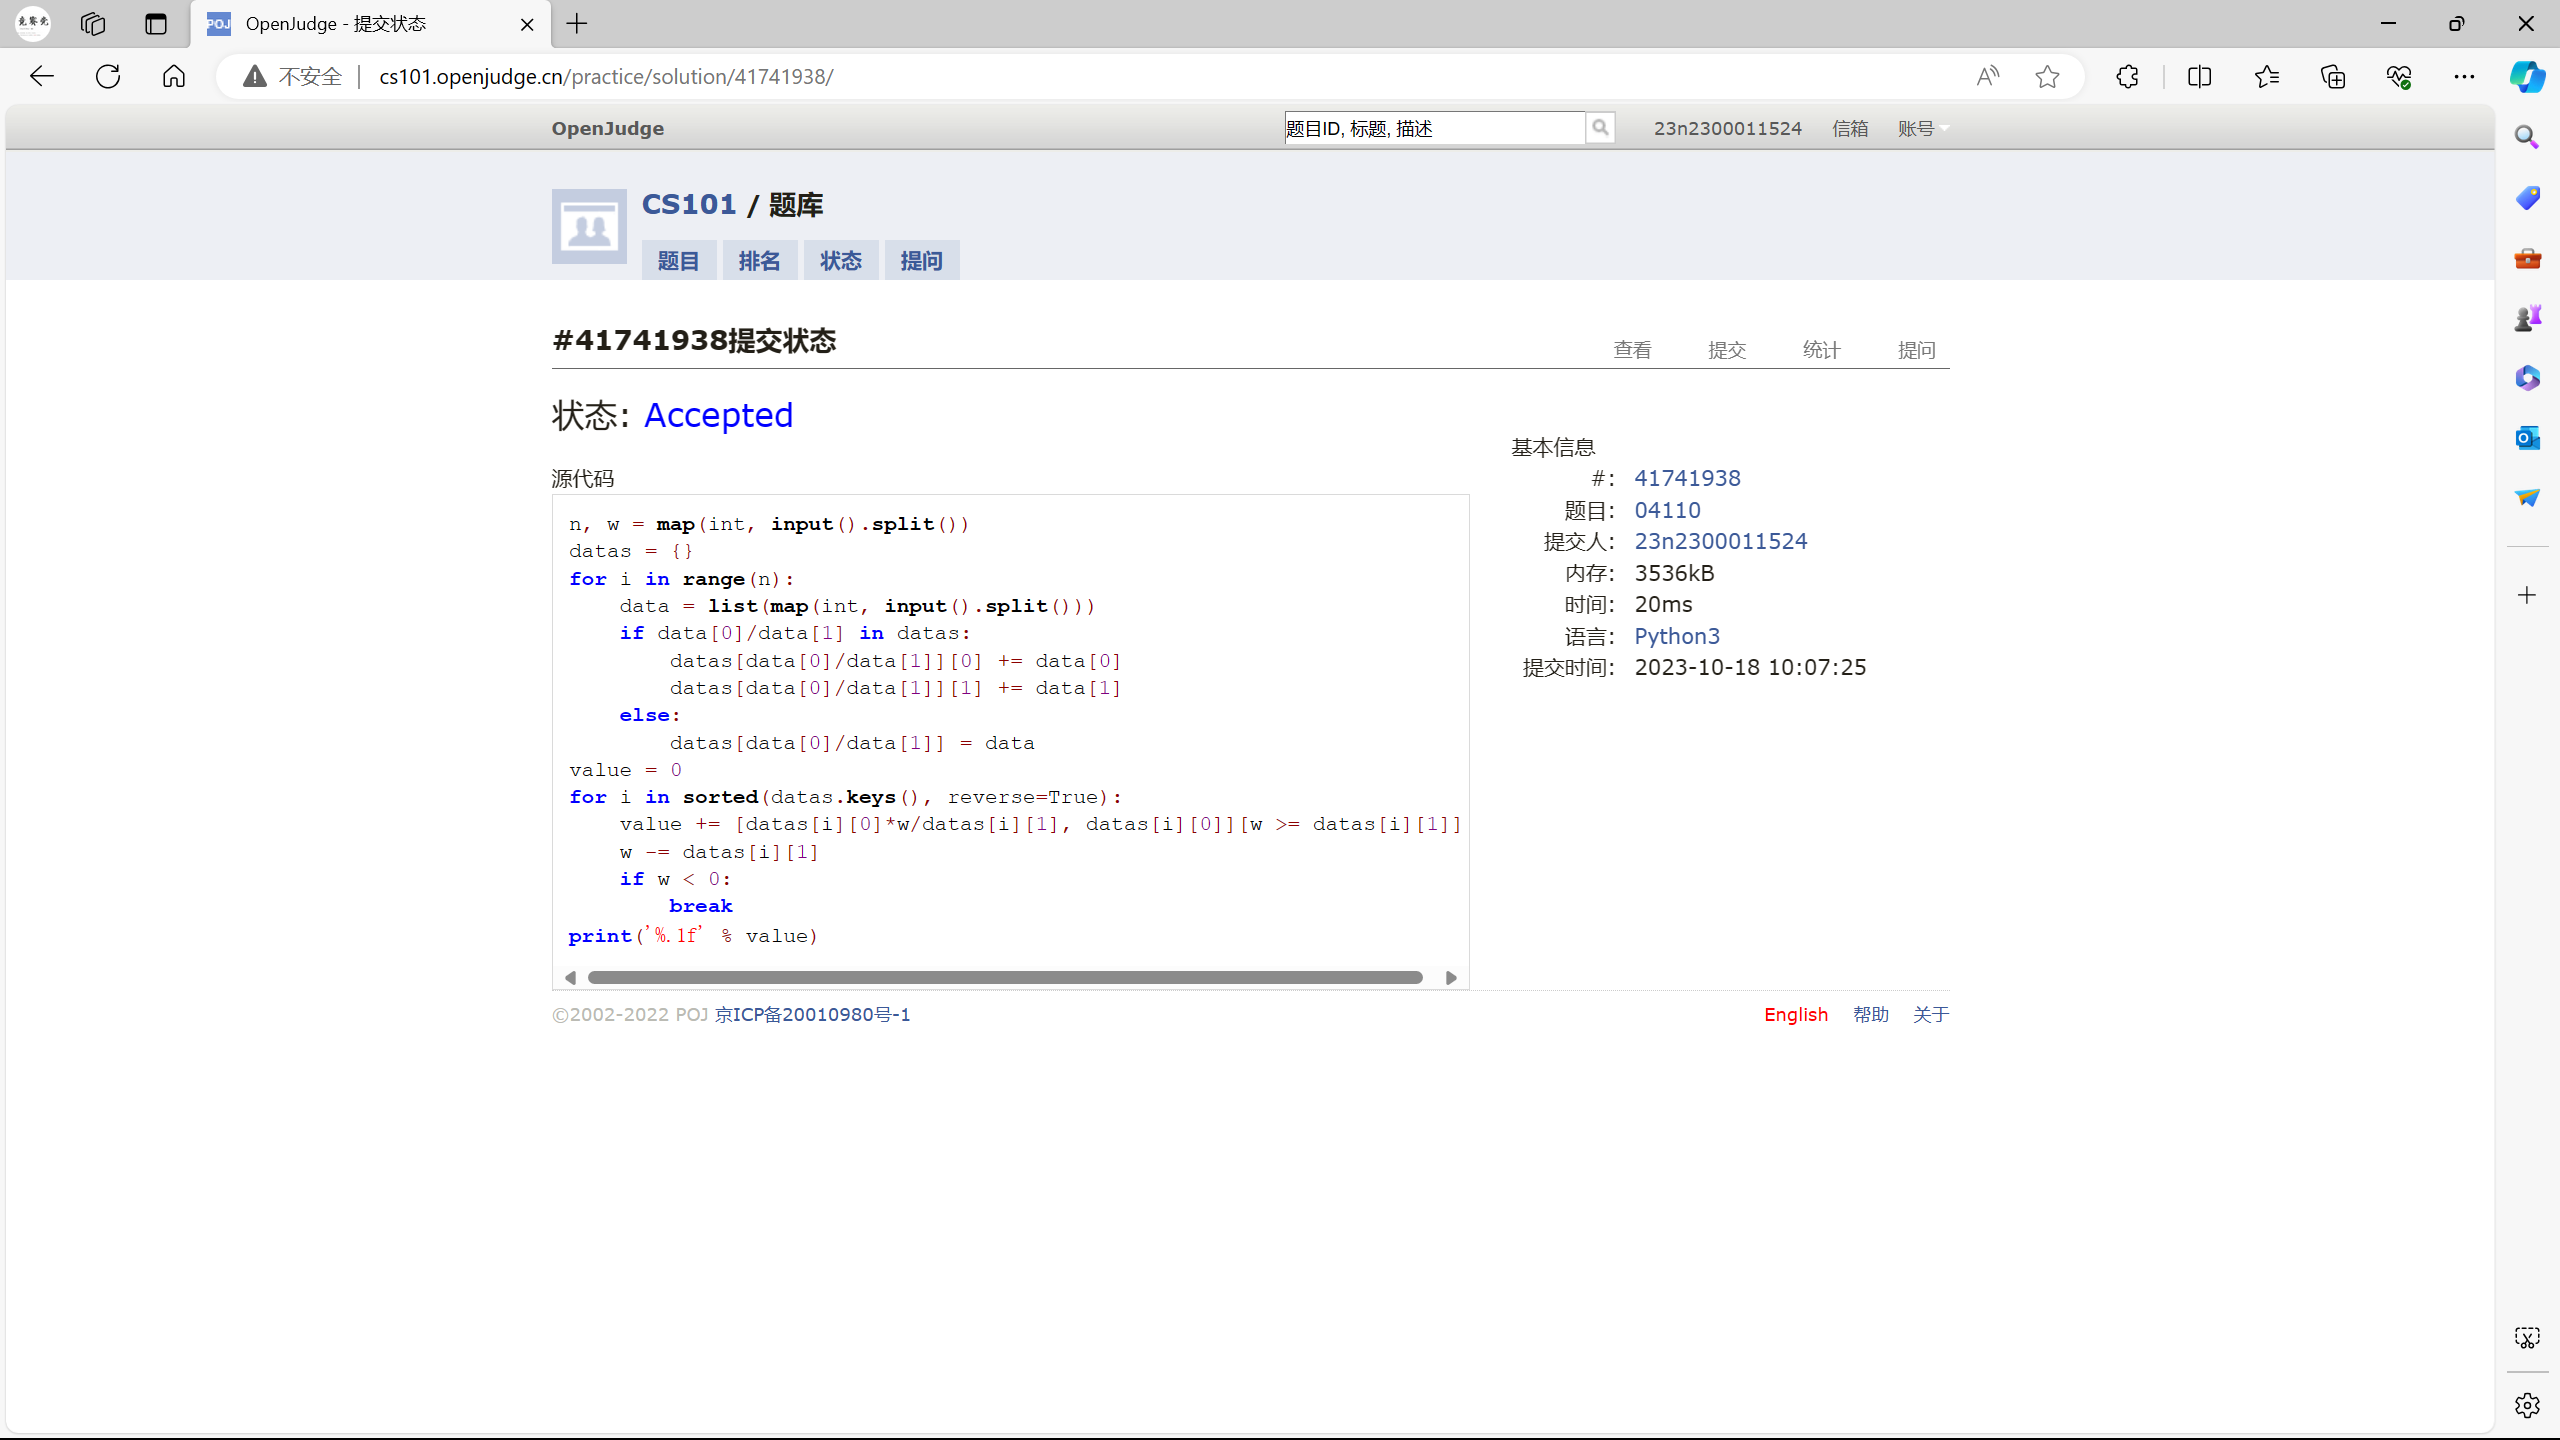 OpenJudge - 提交状态
不安全
cs101.openjudge.cn/practice/solution/41741938/
OpenJudge
题目ID, 标题, 描述
23n2300011524
信箱
账号
CS101 / 题库
题目
排名
状态
提问
#41741938提交状态
查看
提交
统计
提问
状态: Accepted
源代码
n, w = map(int, input().split())
datas = {}
for i in range(n):
    data = list(map(int, input().split()))
    if data[0]/data[1] in datas:
        datas[data[0]/data[1]][0] += data[0]
        datas[data[0]/data[1]][1] += data[1]
    else:
        datas[data[0]/data[1]] = data
value = 0
for i in sorted(datas.keys(), reverse=True):
    value += [datas[i][0]*w/datas[i][1], datas[i][0]][w >= datas[i][1]]
    w -= datas[i][1]
    if w < 0:
        break
print('%.1f' % value)
基本信息
#: 41741938
题目: 04110
提交人: 23n2300011524
内存: 3536kB
时间: 20ms
语言: Python3
提交时间: 2023-10-18 10:07:25
©2002-2022 POJ 京ICP备20010980号-1
English
帮助
关于